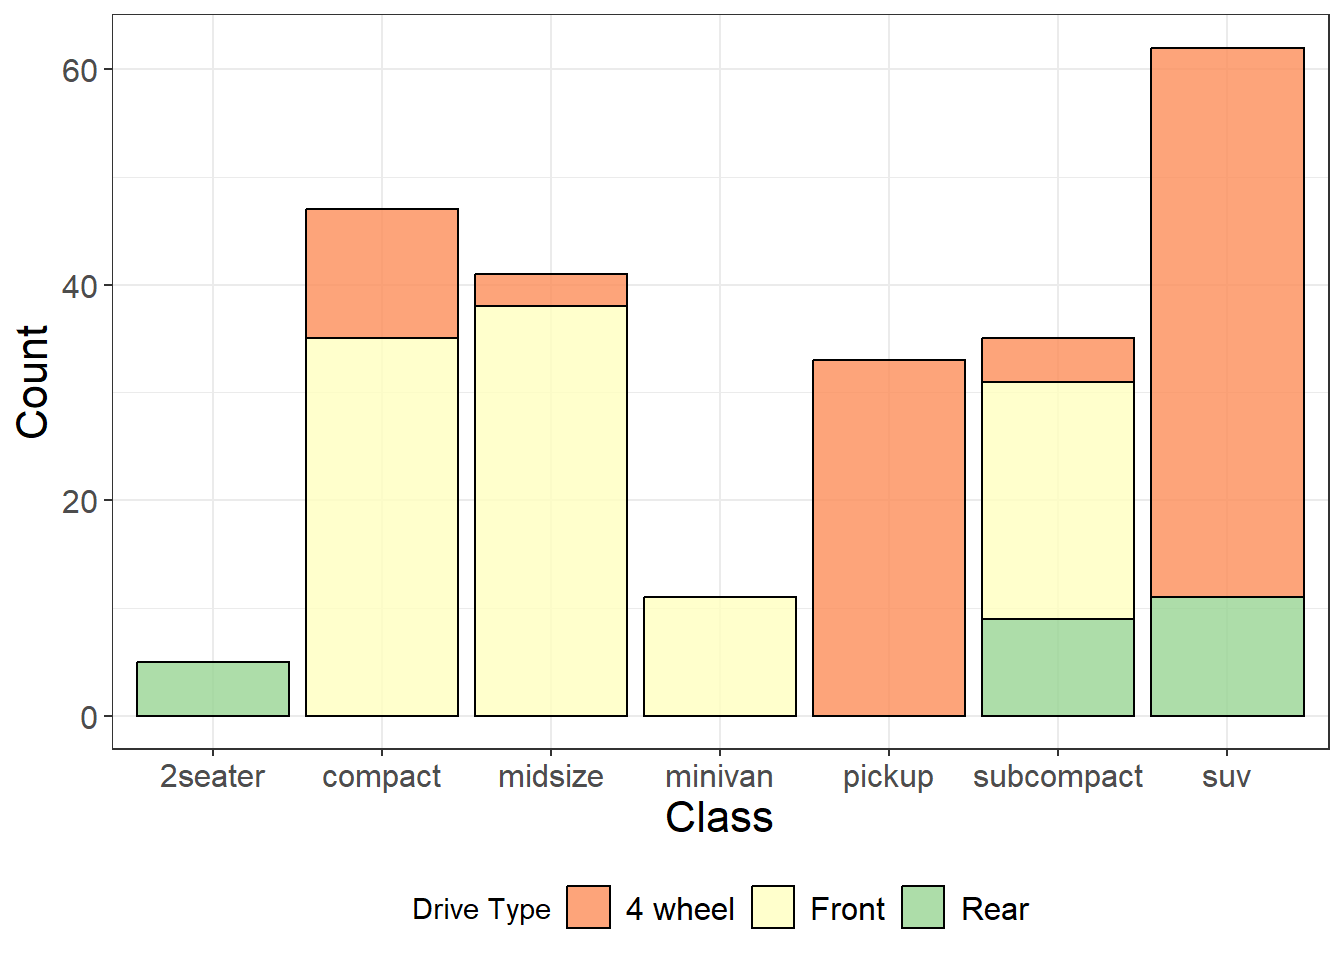 60
40
20
0
Count
2seater compact midsize minivan pickup subcompact suv
Class
Drive Type 4 wheel Front Rear